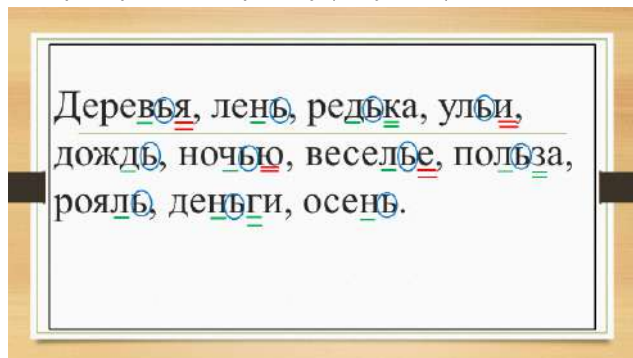 Деревья, лень, редька, ульи,
дождь, ночью, веселье, польза,
рояль, деньги, осень.